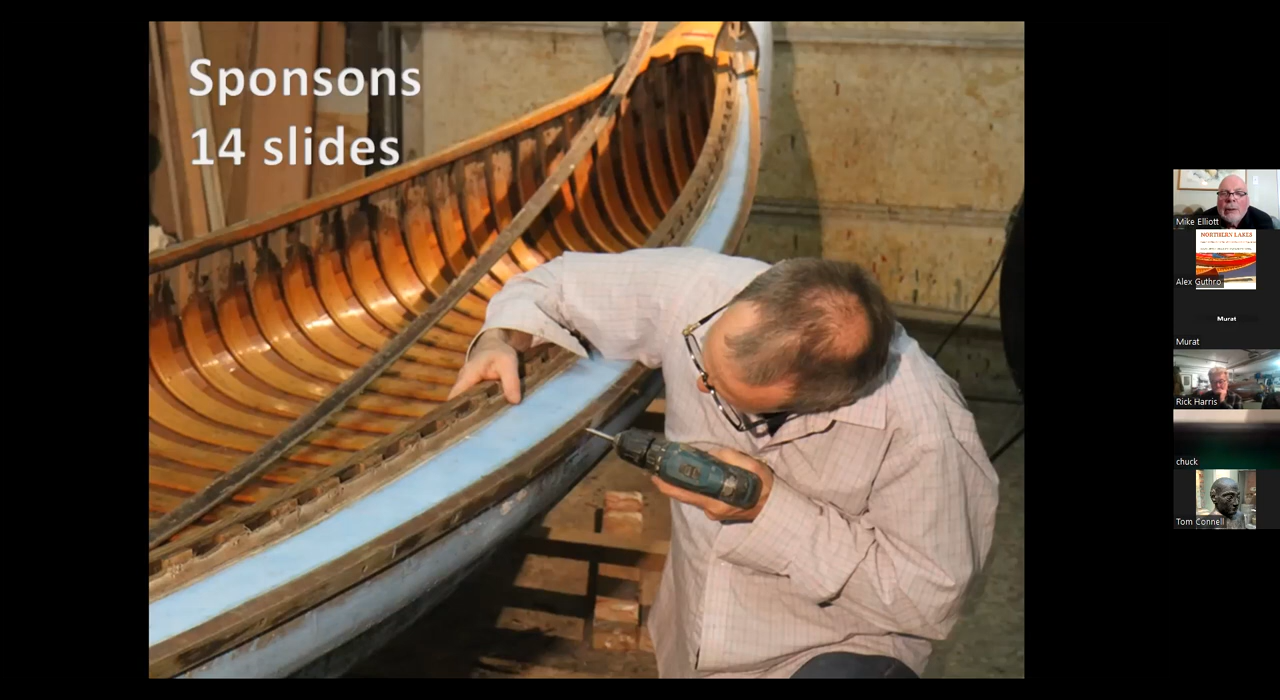 Sponsons
14 slides
Mike Elliott
NORTHERN LAKES
Alex Guthro
Murat
Murat
Rick Harris
chuck
Tom Connell